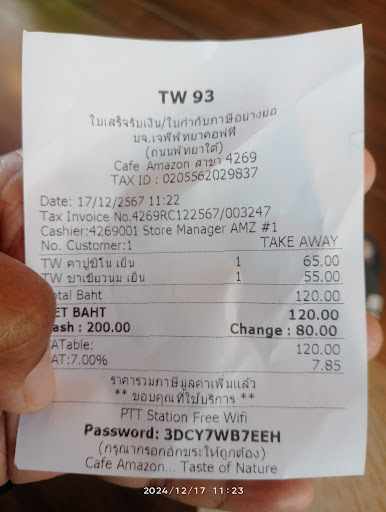 TW 93
ใบเสร็จรับเงิน/ใบกำกับภาษีอย่างย่อ
บจ.เจพีพัทยาคอฟฟี่
(ถนนพัทยาใต้)
Cafe Amazon สาขา 4269
TAX ID : 0205562029837
Date: 17/12/2567 11:22
Tax Invoice No.4269RC122567/003247
Cashier:4269001 Store Manager AMZ #1
No. Customer:1 TAKE AWAY
TW คาปูชิโน เย็น 1 65.00
TW ชาเขียวนม เย็น 1 55.00
otal Baht 120.00
ET BAHT 120.00
ash : 200.00 Change : 80.00
ATable: 120.00
AT:7.00% 7.85
ราคารวมภาษีมูลค่าเพิ่มแล้ว
** ขอบคุณที่ใช้บริการ **
PTT Station Free Wifi
Password: 3DCY7WB7EEH
(กรุณากรอกอักขระให้ถูกต้อง)
Cafe Amazon... Taste of Nature
2024/12/17 11:23